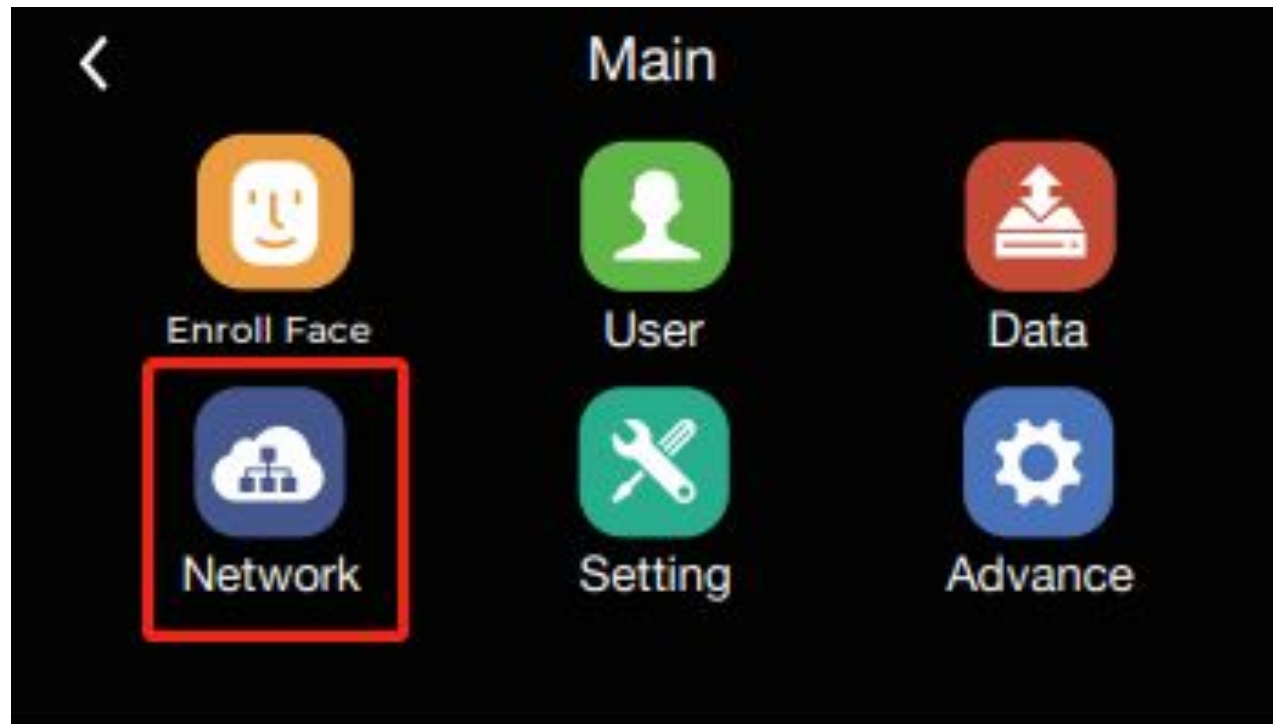 Main
Enroll Face
User
Data
Network
Setting
Advance